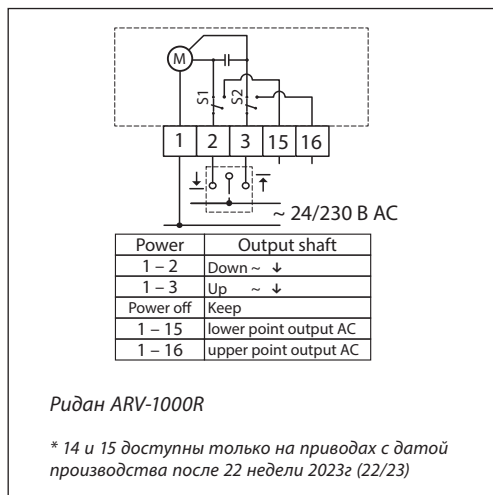 M
S1
S2
1 2 3 15 16
~ 24/230 В АС
Power Output shaft
1 – 2 Down ~ ↓
1 – 3 Up ~ ↓
Power off Keep
1 – 15 lower point output AC
1 – 16 upper point output AC
Ридан ARV-1000R
* 14 и 15 доступны только на приводах с датой
производства после 22 недели 2023г (22/23)